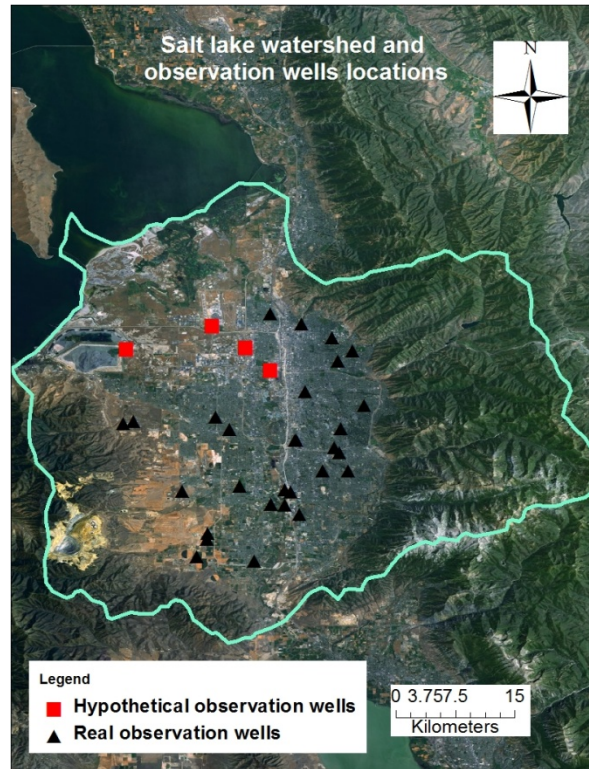 Salt lake watershed and
observation wells locations
N
Legend
Hypothetical observation wells
Real observation wells
0 3.757.5 15
Kilometers